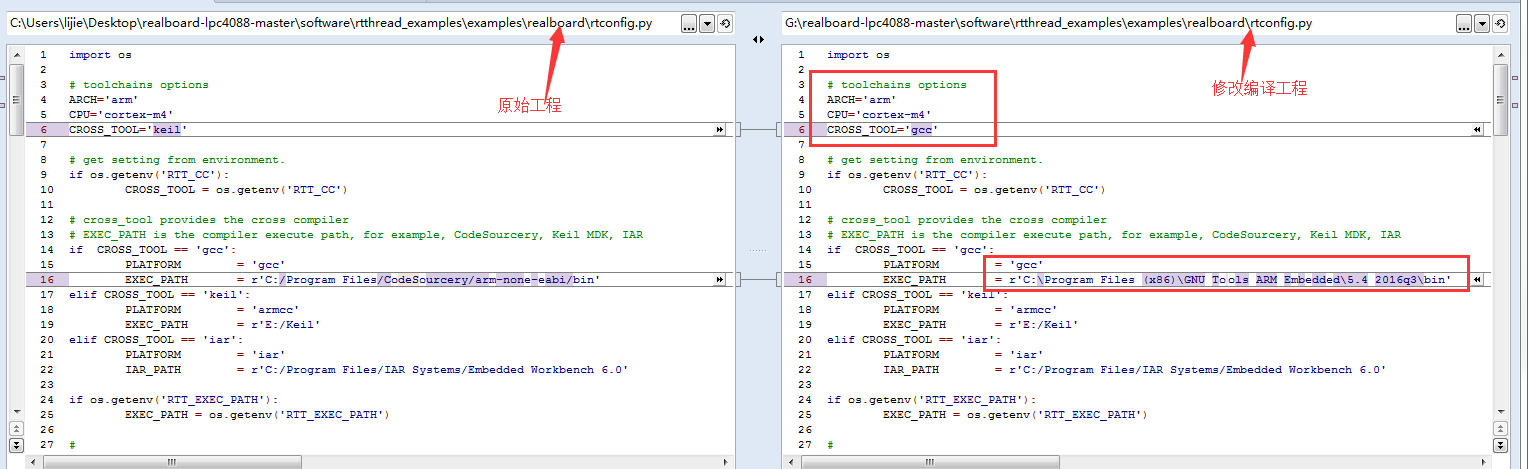 C:\Users\lijie\Desktop\realboard-lpc4088-master\software\rtthread_examples\examples\realboard\rtconfig.py
原始工程
1 import os
2
3 # toolchains options
4 ARCH='arm'
5 CPU='cortex-m4'
6 CROSS_TOOL='keil'
7
8 # get setting from environment.
9 if os.getenv('RTT_CC'):
10 CROSS_TOOL = os.getenv('RTT_CC')
11
12 # cross_tool provides the cross compiler
13 # EXEC_PATH is the compiler execute path, for example, CodeSourcery, Keil MDK, IAR
14 if  CROSS_TOOL == 'gcc':
15 PLATFORM = 'gcc'
16 EXEC_PATH = r'C:/Program Files/CodeSourcery/arm-none-eabi/bin'
17 elif CROSS_TOOL == 'keil':
18 PLATFORM = 'armcc'
19 EXEC_PATH = r'E:/Keil'
20 elif CROSS_TOOL == 'iar':
21 PLATFORM = 'iar'
22 IAR_PATH = r'C:/Program Files/IAR Systems/Embedded Workbench 6.0'
23
24 if os.getenv('RTT_EXEC_PATH'):
25 EXEC_PATH = os.getenv('RTT_EXEC_PATH')
26
27 #
G:\realboard-lpc4088-master\software\rtthread_examples\examples\realboard\rtconfig.py
修改编译工程
1 import os
2
3 # toolchains options
4 ARCH='arm'
5 CPU='cortex-m4'
6 CROSS_TOOL='gcc'
7
8 # get setting from environment.
9 if os.getenv('RTT_CC'):
10 CROSS_TOOL = os.getenv('RTT_CC')
11
12 # cross_tool provides the cross compiler
13 # EXEC_PATH is the compiler execute path, for example, CodeSourcery, Keil MDK, IAR
14 if  CROSS_TOOL == 'gcc':
15 PLATFORM = 'gcc'
16 EXEC_PATH = r'C:\Program Files (x86)\GNU Tools ARM Embedded\5.4 2016q3\bin'
17 elif CROSS_TOOL == 'keil':
18 PLATFORM = 'armcc'
19 EXEC_PATH = r'E:/Keil'
20 elif CROSS_TOOL == 'iar':
21 PLATFORM = 'iar'
22 IAR_PATH = r'C:/Program Files/IAR Systems/Embedded Workbench 6.0'
23
24 if os.getenv('RTT_EXEC_PATH'):
25 EXEC_PATH = os.getenv('RTT_EXEC_PATH')
26
27 #